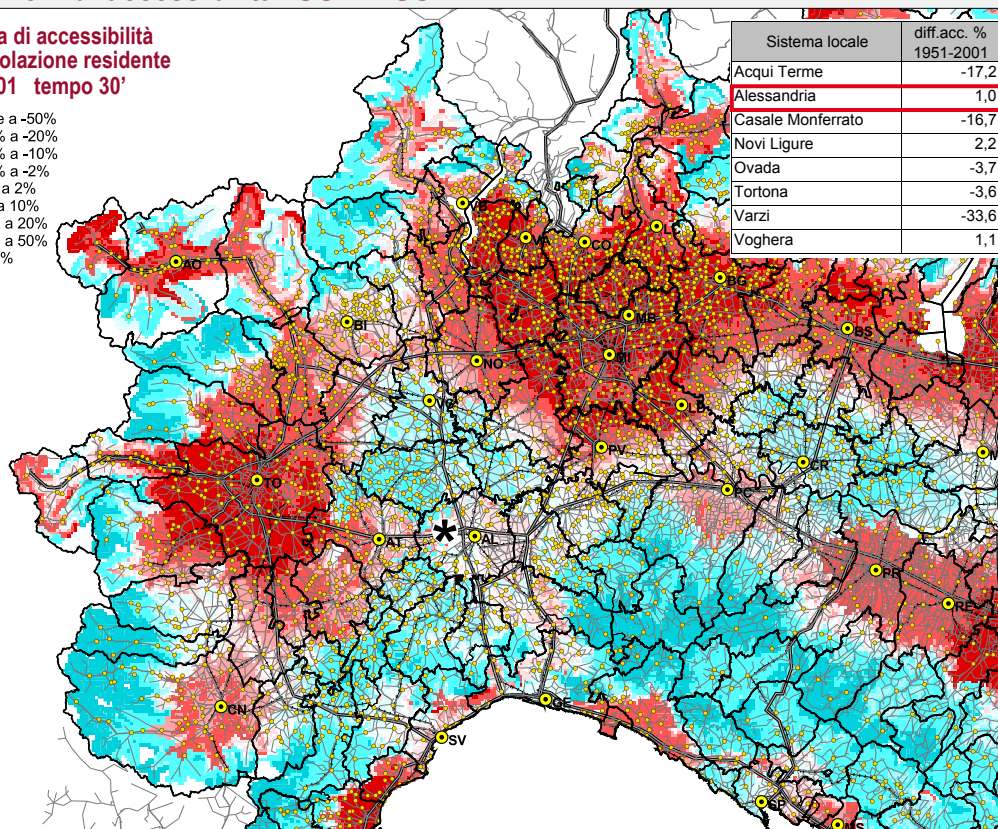 a di accessibilità
olazione residente
01 tempo 30'
e a -50%
% a -20%
% a -10%
% a -2%
a 2%
a 10%
a 20%
a 50%
%
Sistema locale diff.acc. % 1951-2001
Acqui Terme -17,2
Alessandria 1,0
Casale Monferrato -16,7
Novi Ligure 2,2
Ovada -3,7
Tortona -3,6
Varzi -33,6
Voghera 1,1
VA
CO
AO
BG
BI
MB
BS
NO
MI
PV
CR
TO
AT
*
AL
PR
RE
CN
GE
SV
SP
MS